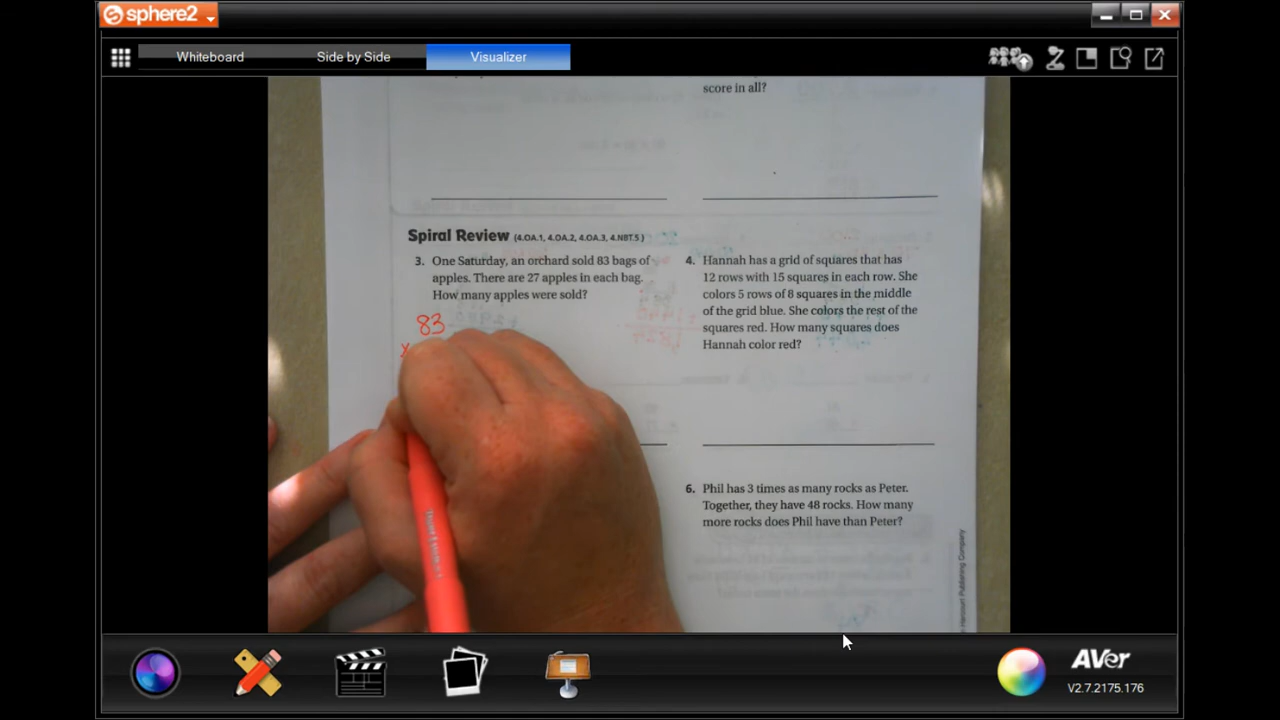 sphere2
Whiteboard
Side by Side
Visualizer
score in all?
Spiral Review (4.OA.1, 4.OA.2, 4.OA.3, 4.NBT.5 )
3. One Saturday, an orchard sold 83 bags of
apples. There are 27 apples in each bag.
How many apples were sold?
83
x
4. Hannah has a grid of squares that has
12 rows with 15 squares in each row. She
colors 5 rows of 8 squares in the middle
of the grid blue. She colors the rest of the
squares red. How many squares does
Hannah color red?
6. Phil has 3 times as many rocks as Peter.
Together, they have 48 rocks. How many
more rocks does Phil have than Peter?
Harcourt Publishing Company
AVer
V2.7.2175.176